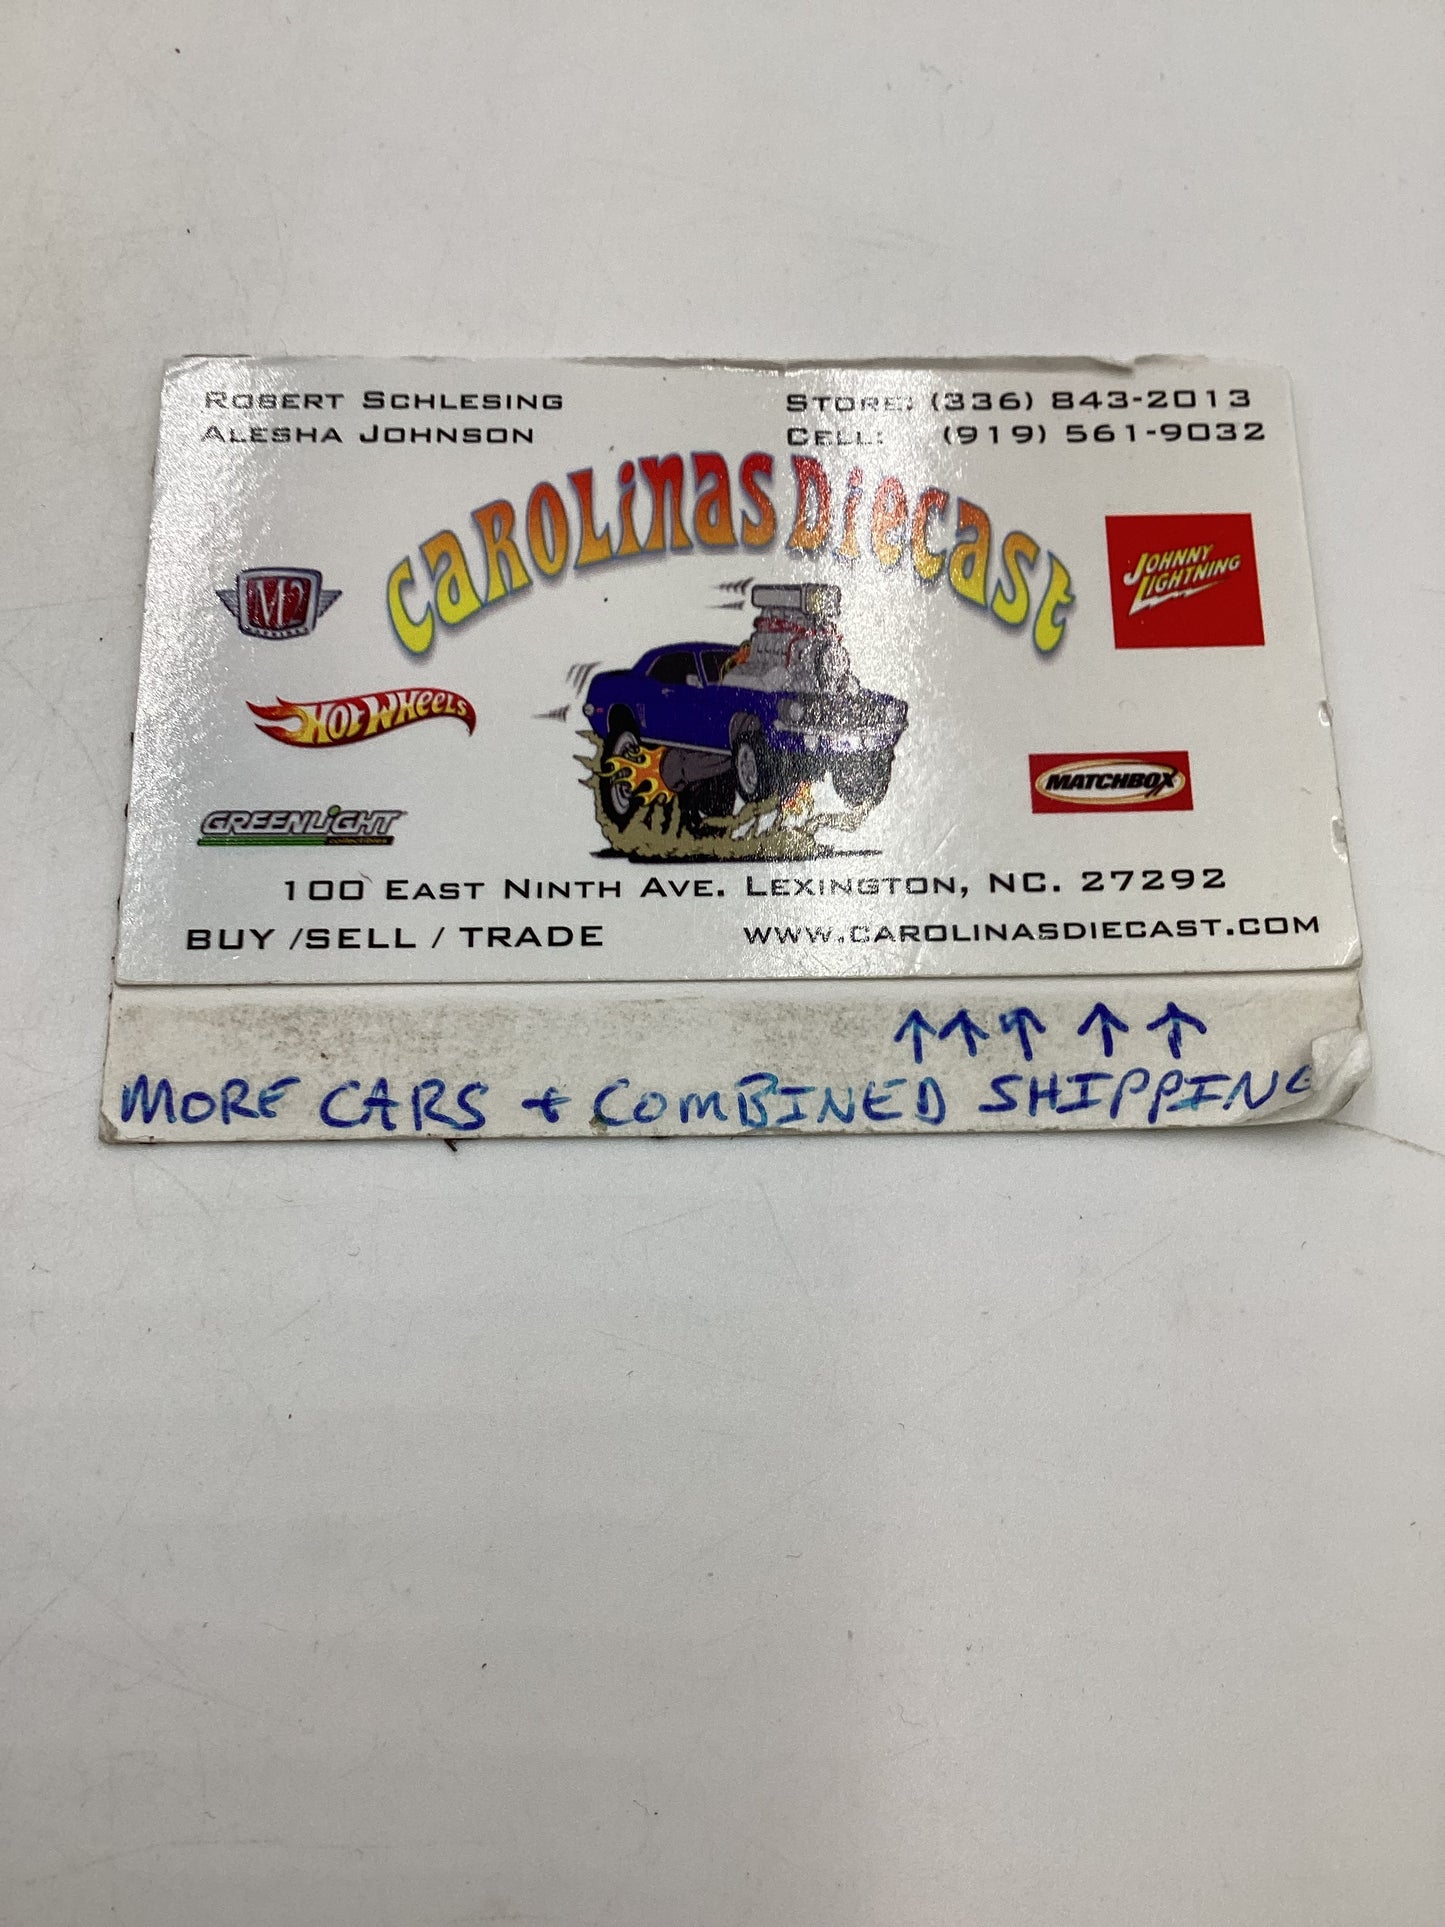 ROBERT SCHLESING
ALESHA JOHNSON
STORE: (336) 843-2013
CELL: (919) 561-9032
CAROLiNAS DiECAST
M2
JOHNNY
LIGHTNING
HOT WHEELS
MATCHBOX
GREENLiGHT
collectibles
100 EAST NINTH AVE. LEXINGTON, NC. 27292
BUY /SELL / TRADE
WWW.CAROLINASDIECAST.COM
↑ ↑ ↑ ↑ ↑
MORE CARS + COMBINED SHIPPING